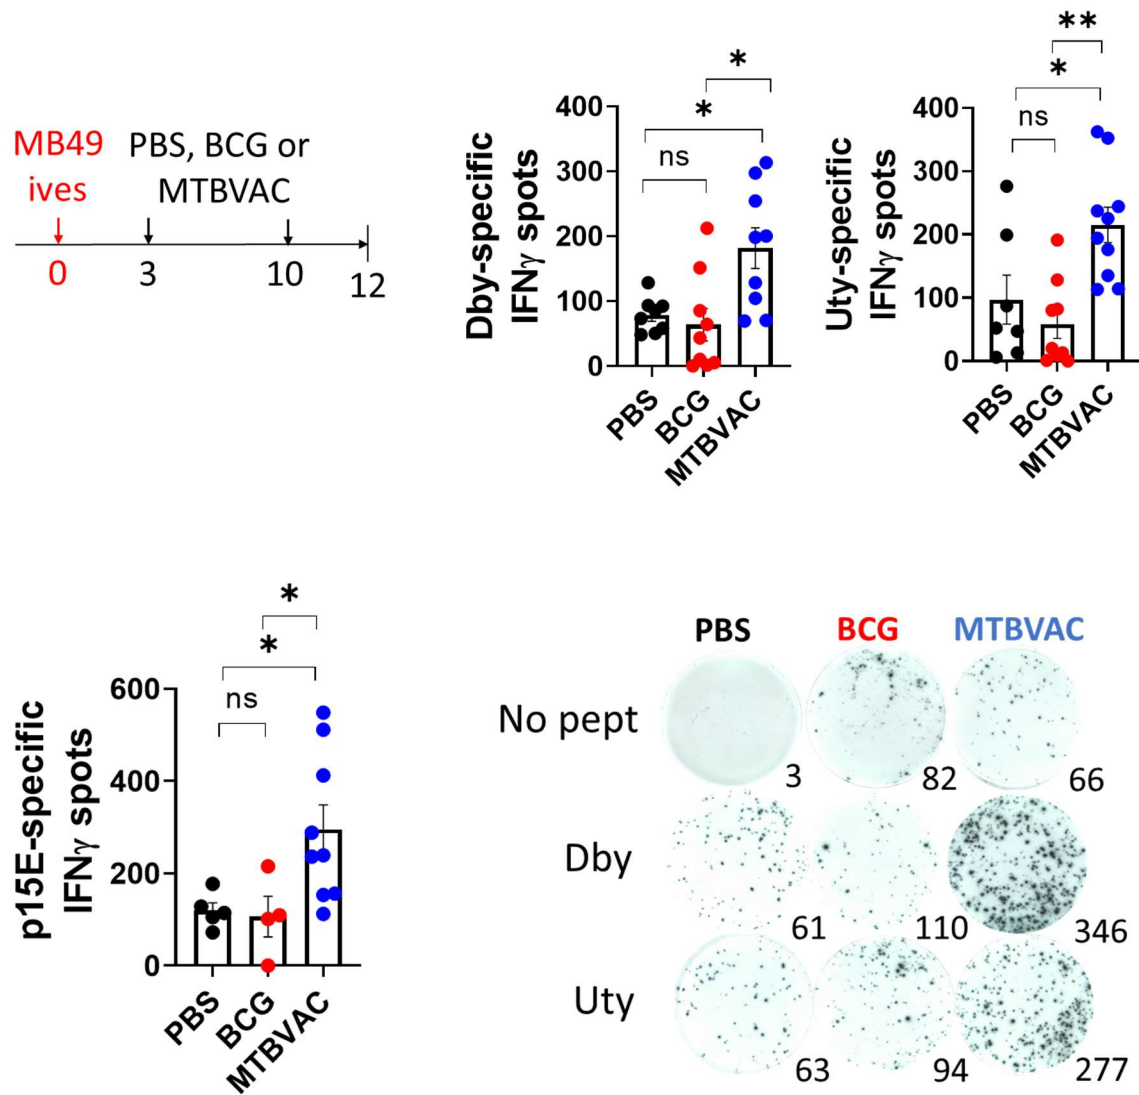 MB49
ives
PBS, BCG or
MTBVAC
0
3
10
12
Dby-specific
IFNγ spots
400
300
200
100
0
ns
*
*
PBS
BCG
MTBVAC
Uty-specific
IFNγ spots
400
300
200
100
0
ns
*
**
PBS
BCG
MTBVAC
p15E-specific
IFNγ spots
600
400
200
0
ns
*
*
PBS
BCG
MTBVAC
PBS BCG MTBVAC
No pept
3 82 66
Dby
61 110 346
Uty
63 94 277